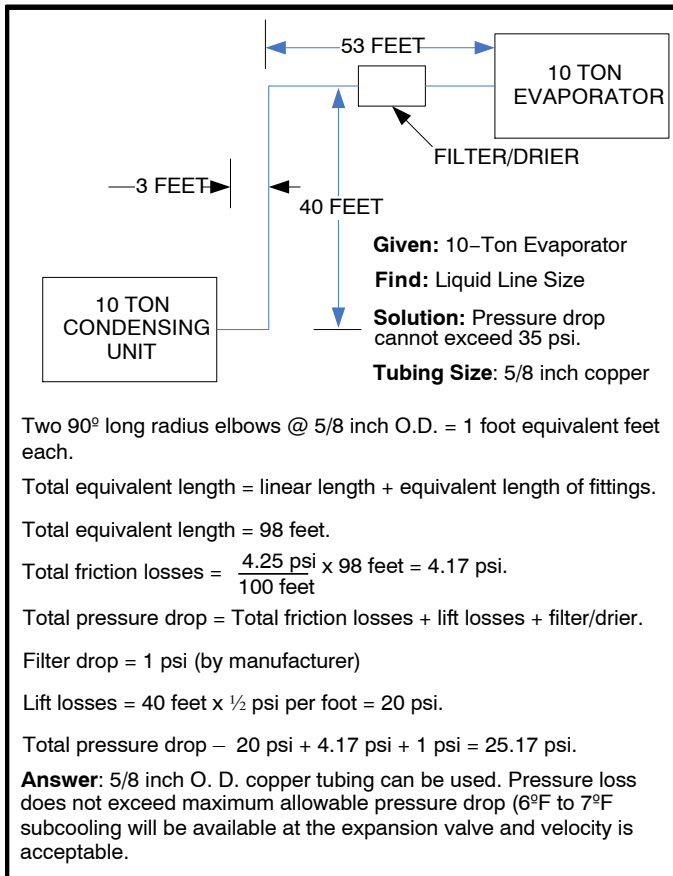 53 FEET
10 TON
EVAPORATOR
FILTER/DRIER
3 FEET
40 FEET
Given: 10–Ton Evaporator
Find: Liquid Line Size
Solution: Pressure drop
cannot exceed 35 psi.
Tubing Size: 5/8 inch copper
10 TON
CONDENSING
UNIT
Two 90º long radius elbows @ 5/8 inch O.D. = 1 foot equivalent feet
each.
Total equivalent length = linear length + equivalent length of fittings.
Total equivalent length = 98 feet.
Total friction losses = 4.25 psi/100 feet x 98 feet = 4.17 psi.
Total pressure drop = Total friction losses + lift losses + filter/drier.
Filter drop = 1 psi (by manufacturer)
Lift losses = 40 feet x ½ psi per foot = 20 psi.
Total pressure drop – 20 psi + 4.17 psi + 1 psi = 25.17 psi.
Answer: 5/8 inch O. D. copper tubing can be used. Pressure loss
does not exceed maximum allowable pressure drop (6ºF to 7ºF
subcooling will be available at the expansion valve and velocity is
acceptable.